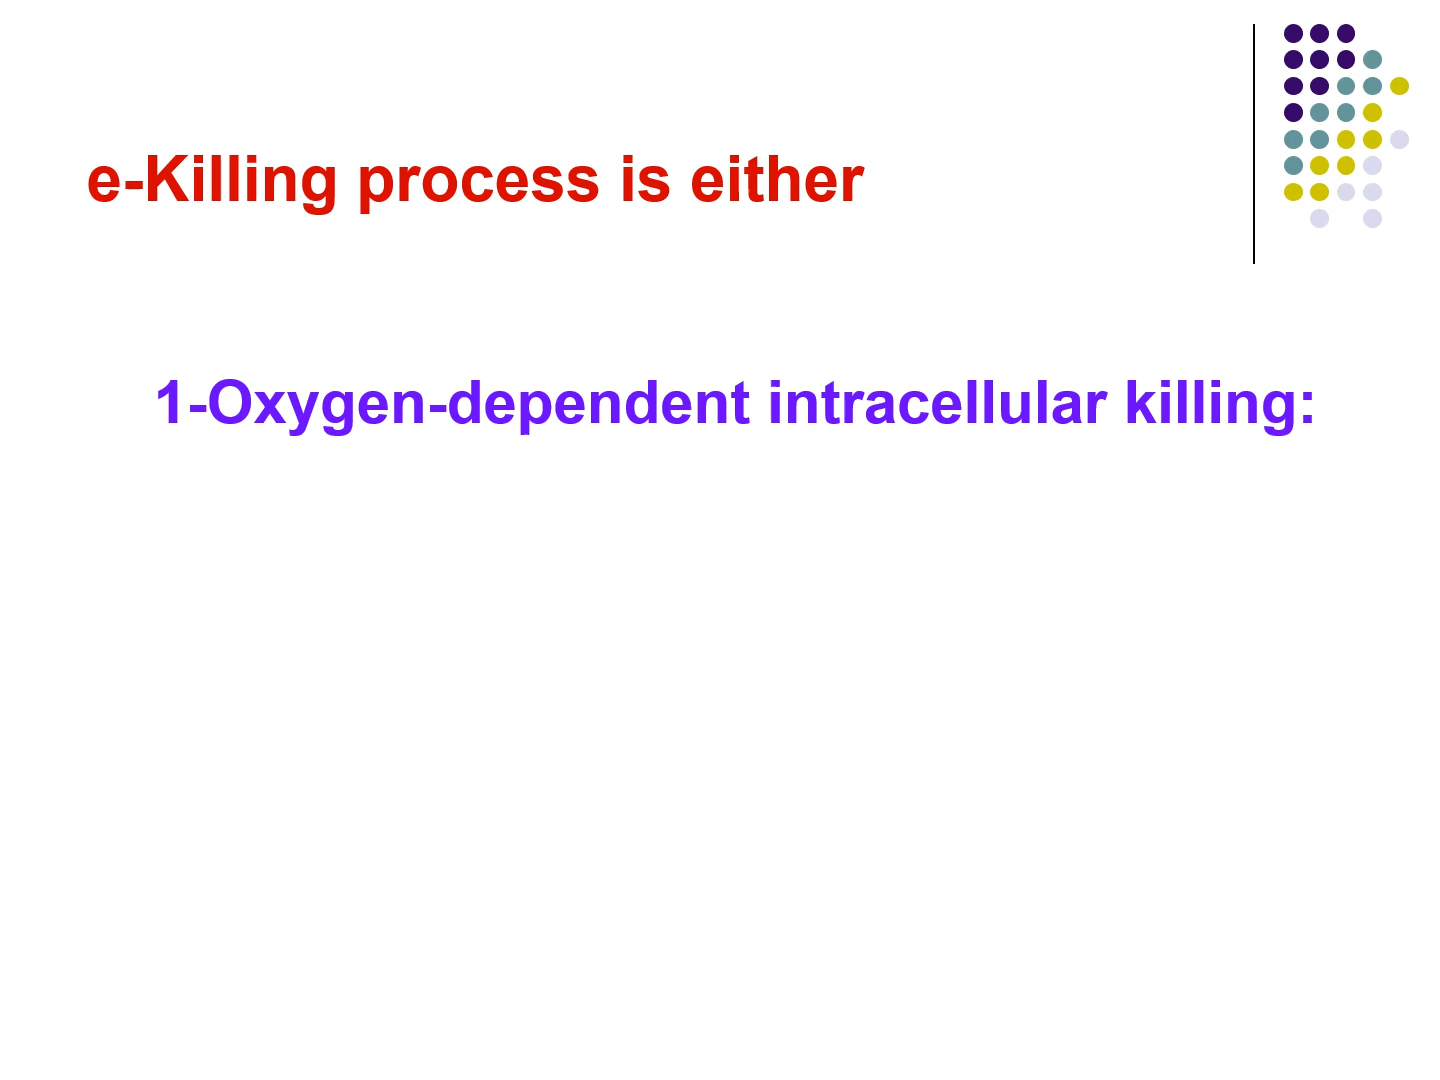 e-Killing process is either
1-Oxygen-dependent intracellular killing: